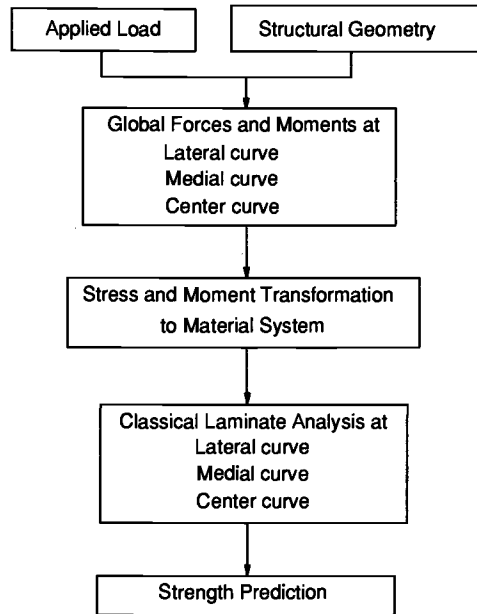 Applied Load
Structural Geometry
Global Forces and Moments at
Lateral curve
Medial curve
Center curve
Stress and Moment Transformation
to Material System
Classical Laminate Analysis at
Lateral curve
Medial curve
Center curve
Strength Prediction